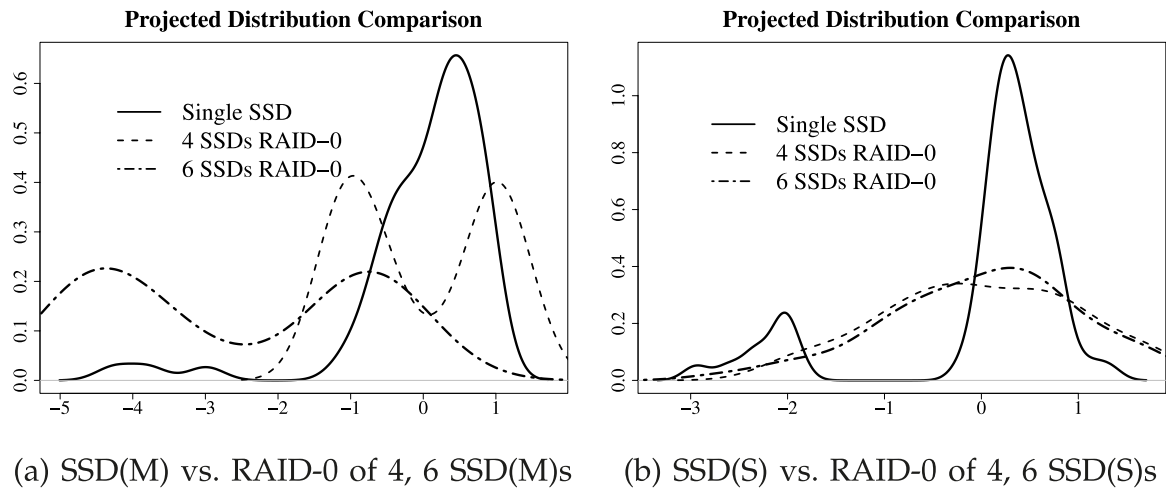 Projected Distribution Comparison
0.0
0.1
0.2
0.3
0.4
0.5
0.6
Single SSD
4 SSDs RAID−0
6 SSDs RAID−0
−5 −4 −3 −2 −1 0 1
(a) SSD(M) vs. RAID-0 of 4, 6 SSD(M)s
Projected Distribution Comparison
0.0
0.2
0.4
0.6
0.8
1.0
Single SSD
4 SSDs RAID−0
6 SSDs RAID−0
−3 −2 −1 0 1
(b) SSD(S) vs. RAID-0 of 4, 6 SSD(S)s